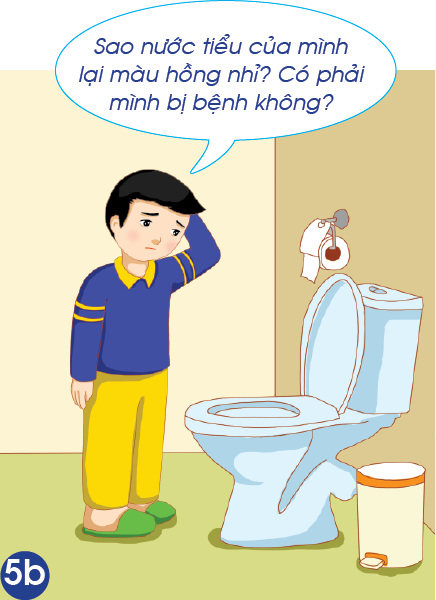 Sao nước tiểu của mình
lại màu hồng nhỉ? Có phải
mình bị bệnh không?
5b